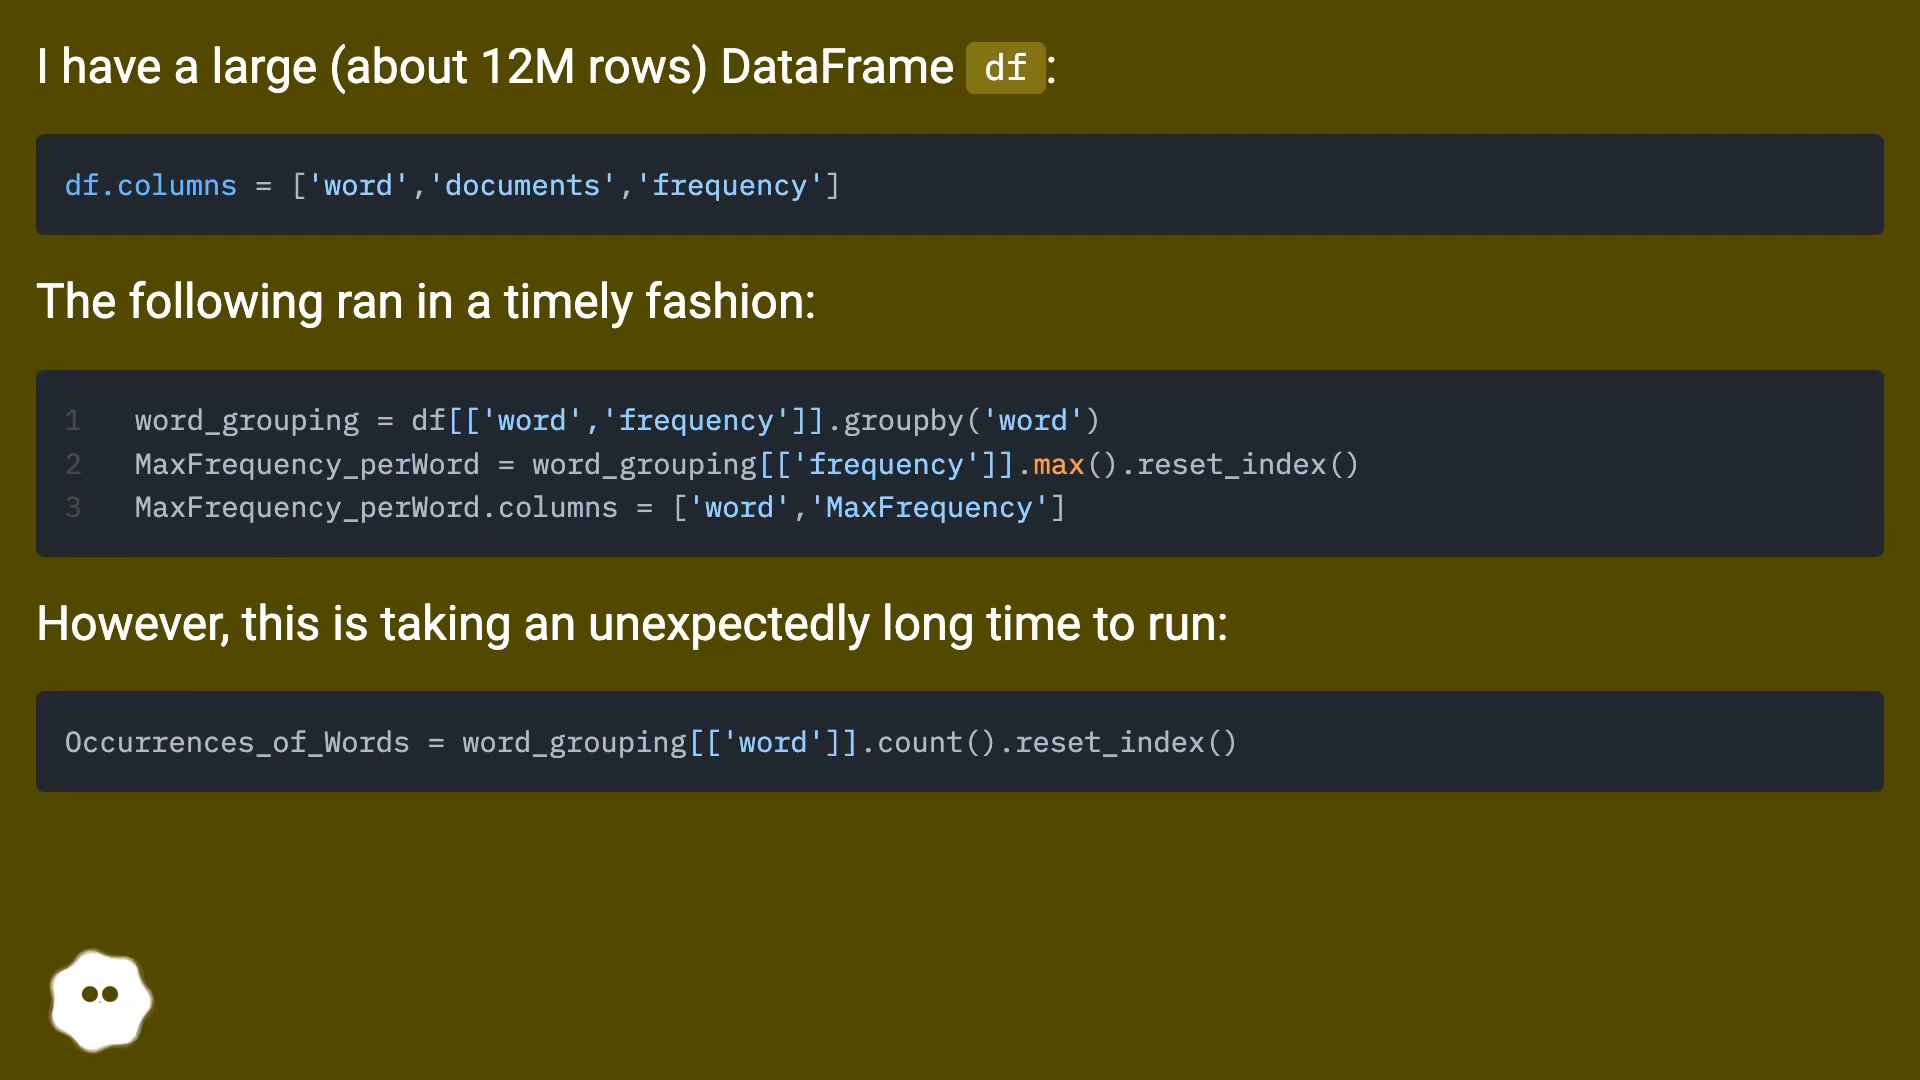 I have a large (about 12M rows) DataFrame df:
df.columns = ['word','documents','frequency']
The following ran in a timely fashion:
1 word_grouping = df[['word','frequency']].groupby('word')
2 MaxFrequency_perWord = word_grouping[['frequency']].max().reset_index()
3 MaxFrequency_perWord.columns = ['word','MaxFrequency']
However, this is taking an unexpectedly long time to run:
Occurrences_of_Words = word_grouping[['word']].count().reset_index()